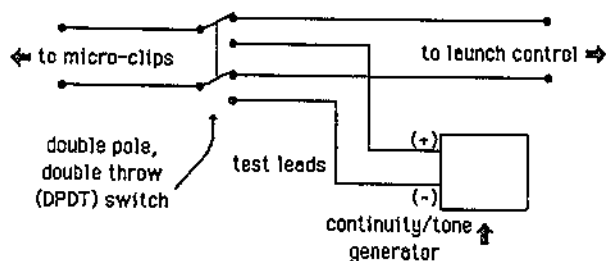 to micro-clips
to launch control
double pole,
double throw
(DPDT) switch
test leads
(+)
(-)
continuity/tone
generator